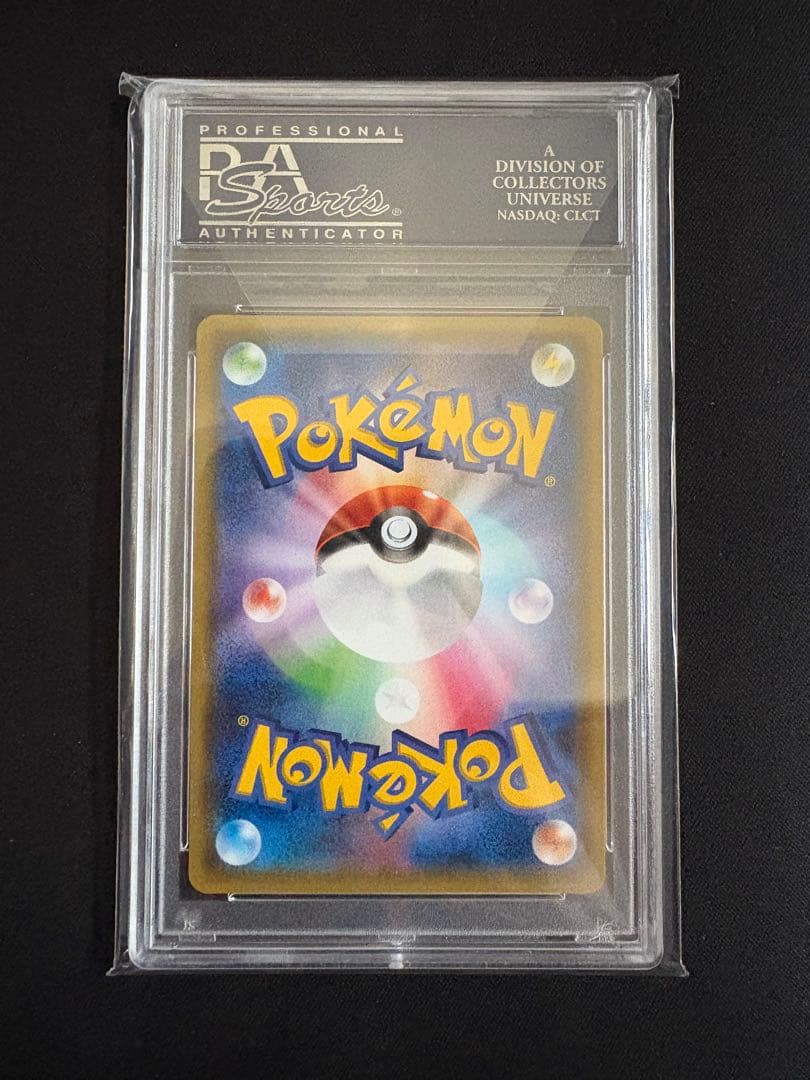 PROFESSIONAL
PSA
Sports®
AUTHENTICATOR
A
DIVISION OF
COLLECTORS
UNIVERSE
NASDAQ: CLCT
POKéMON
®
®
POKéMON